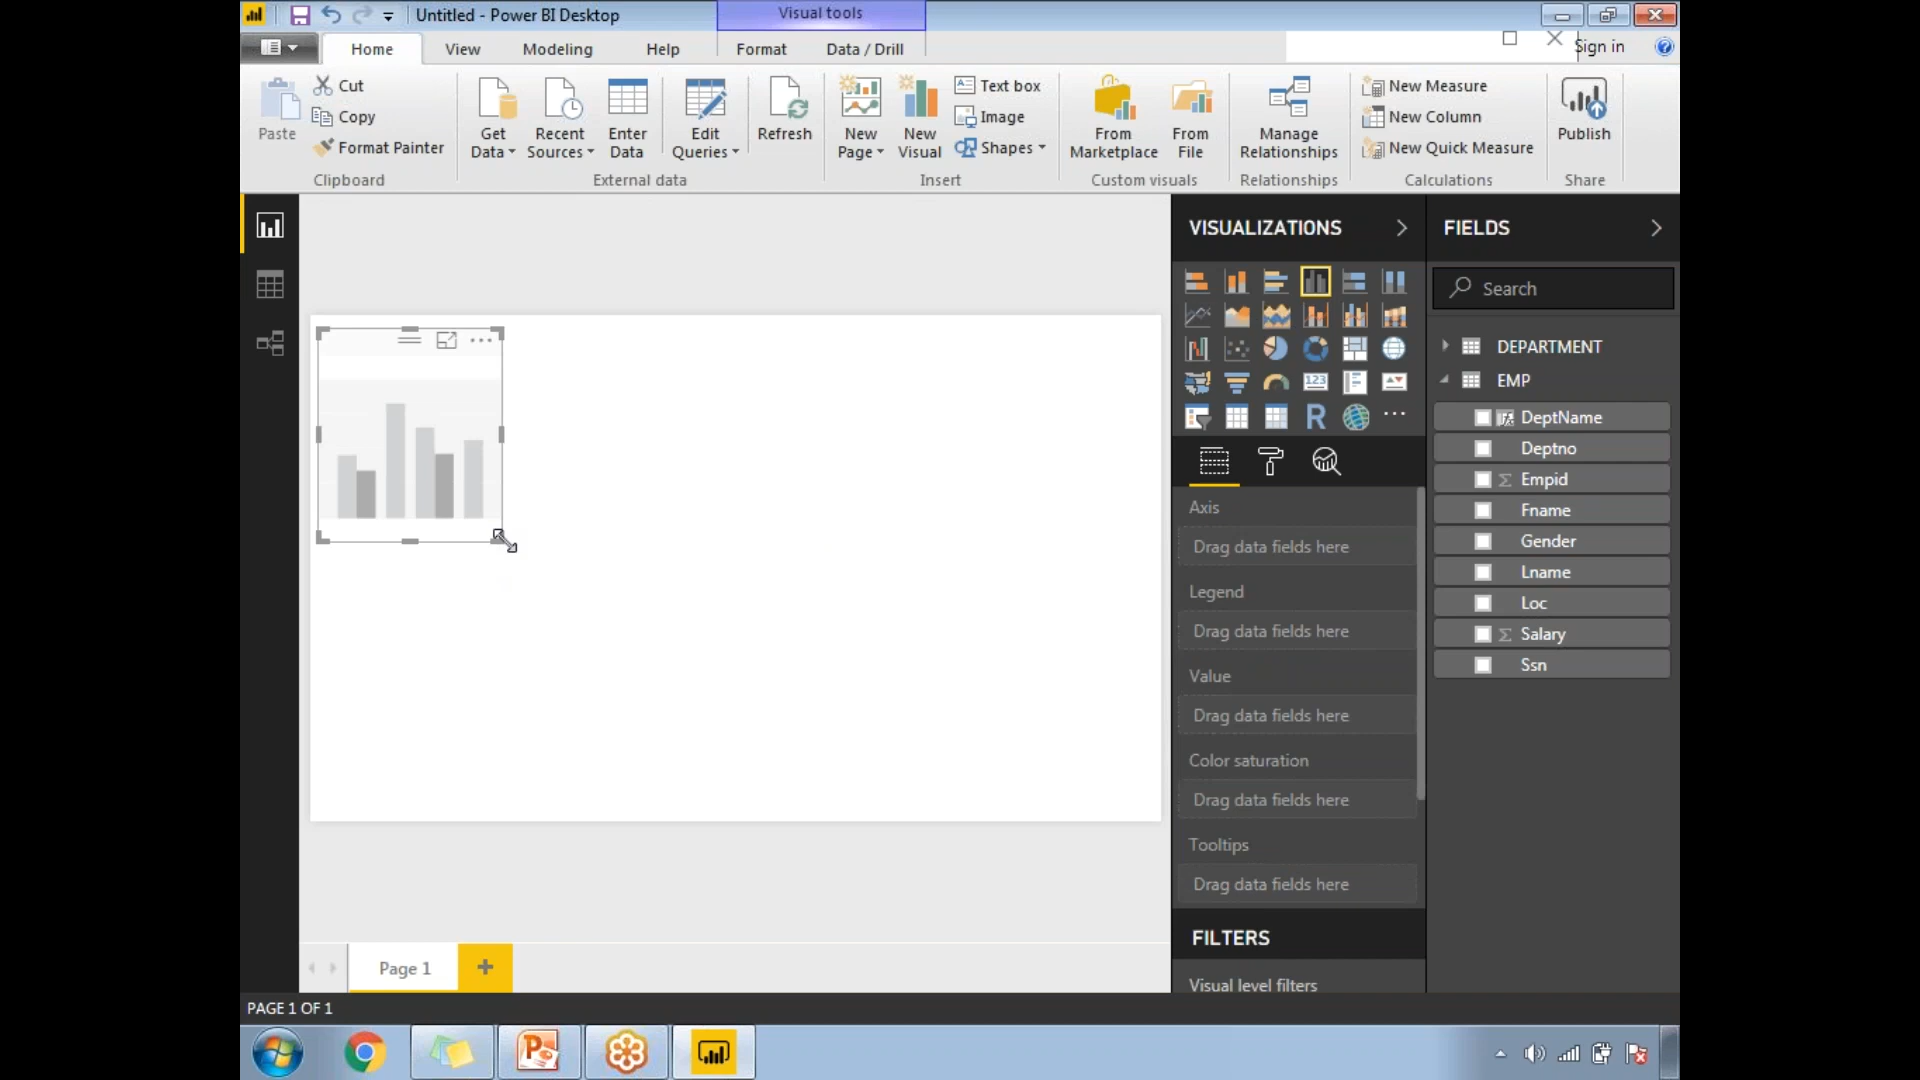 Untitled - Power BI Desktop
Visual tools
Home
View
Modeling
Help
Format
Data / Drill
Sign in
Paste
Cut
Copy
Format Painter
Clipboard
Get Data
Recent Sources
Enter Data
Edit Queries
Refresh
External data
New Page
New Visual
Text box
Image
Shapes
Insert
From Marketplace
From File
Custom visuals
Manage Relationships
Relationships
New Measure
New Column
New Quick Measure
Calculations
Publish
Share
VISUALIZATIONS
123
R
Axis
Drag data fields here
Legend
Drag data fields here
Value
Drag data fields here
Color saturation
Drag data fields here
Tooltips
Drag data fields here
FILTERS
Visual level filters
FIELDS
Search
DEPARTMENT
EMP
DeptName
Deptno
Empid
Fname
Gender
Lname
Loc
Salary
Ssn
Page 1
PAGE 1 OF 1